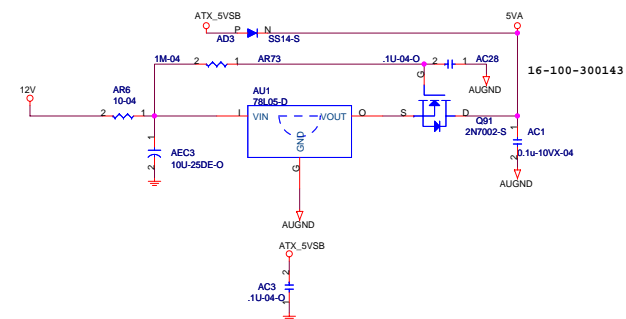 ATX_5VSB
5VA
P
N
AD3
SS14-S
1M-04
2
1
AR73
.1U-04-O
2
1
AC28
16-100-300143
G
AUGND
12V
AR6
10-04
2
1
AU1
78L05-D
I
VIN
VOUT
O
S
D
Q91
2N7002-S
GND
1
2
AEC3
10U-25DE-O
1
2
AC1
0.1u-10VX-04
G
AUGND
AUGND
ATX_5VSB
2
1
AC3
.1U-04-O